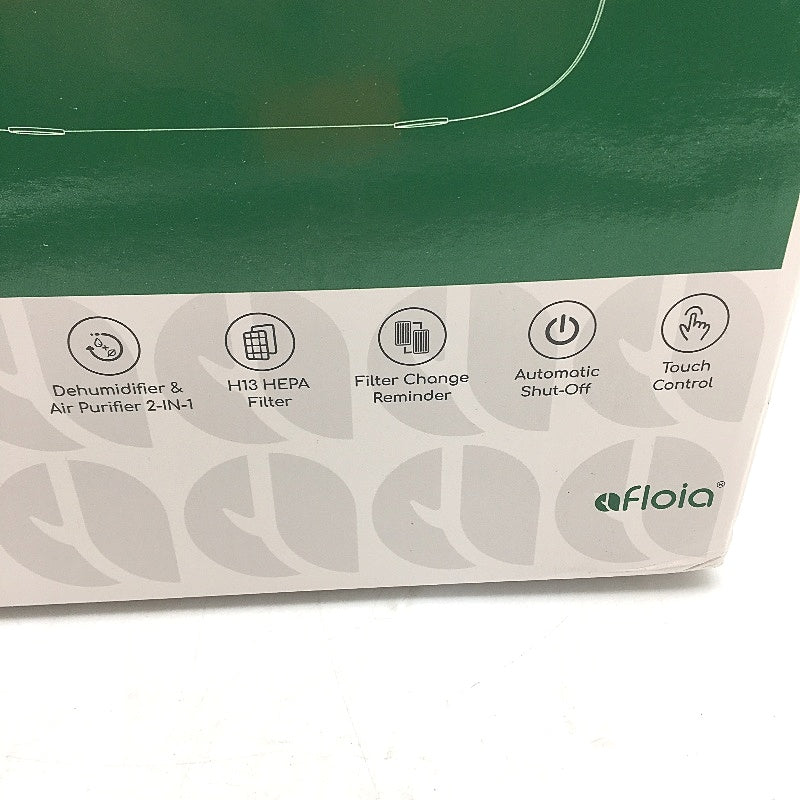 Dehumidifier &
Air Purifier 2-IN-1
H13 HEPA
Filter
Filter Change
Reminder
Automatic
Shut-Off
Touch
Control
afloia®